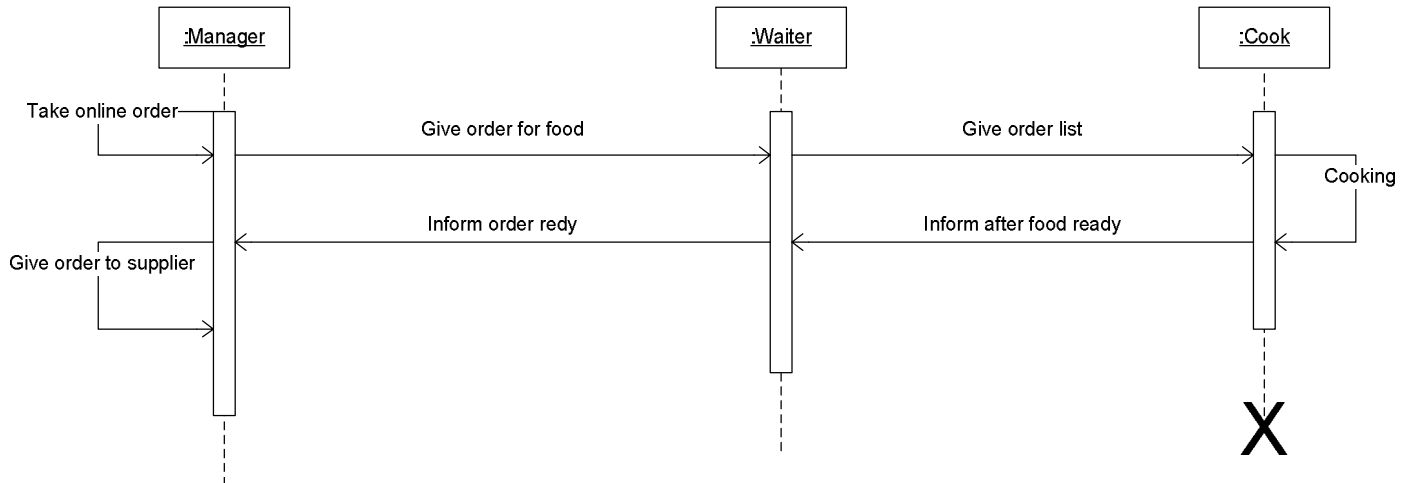 :Manager
:Waiter
:Cook
Take online order
Give order for food
Give order list
Cooking
Inform order redy
Inform after food ready
Give order to supplier
X